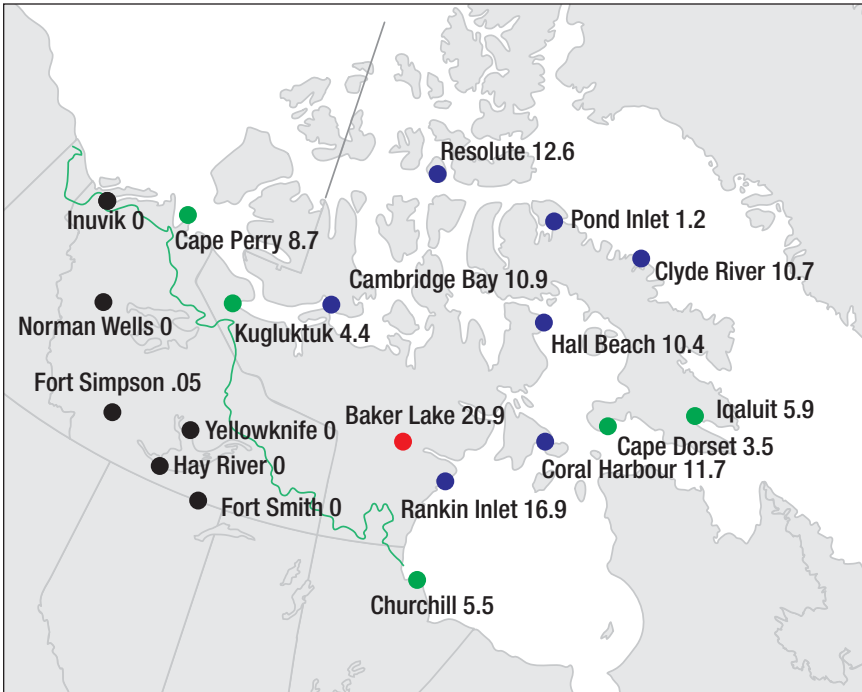 Resolute 12.6
Inuvik 0
Pond Inlet 1.2
Cape Perry 8.7
Clyde River 10.7
Cambridge Bay 10.9
Norman Wells 0
Kugluktuk 4.4
Hall Beach 10.4
Fort Simpson .05
Baker Lake 20.9
Iqaluit 5.9
Yellowknife 0
Cape Dorset 3.5
Hay River 0
Coral Harbour 11.7
Fort Smith 0
Rankin Inlet 16.9
Churchill 5.5